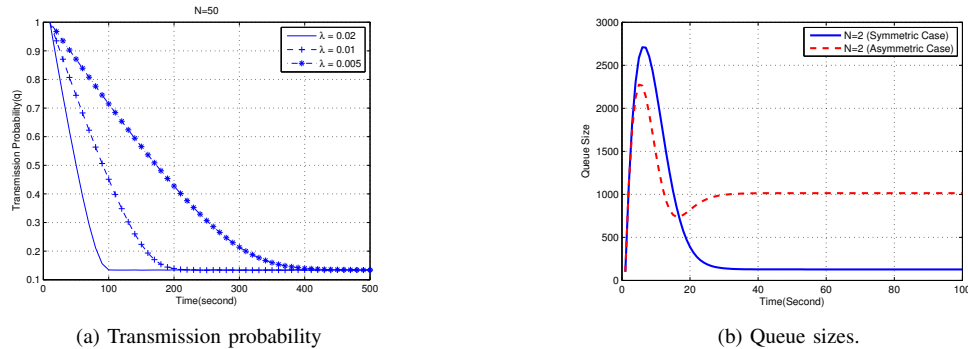 N=50
1
0.9
0.8
0.7
0.6
0.5
0.4
0.3
0.2
0.1
0 100 200 300 400 500
Transmission Probability(q)
Time(second)
λ = 0.02
λ = 0.01
λ = 0.005
(a) Transmission probability
3000
2500
2000
1500
1000
500
0
0 20 40 60 80 100
Queue Size
Time(Second)
N=2 (Symmetric Case)
N=2 (Asymmetric Case)
(b) Queue sizes.